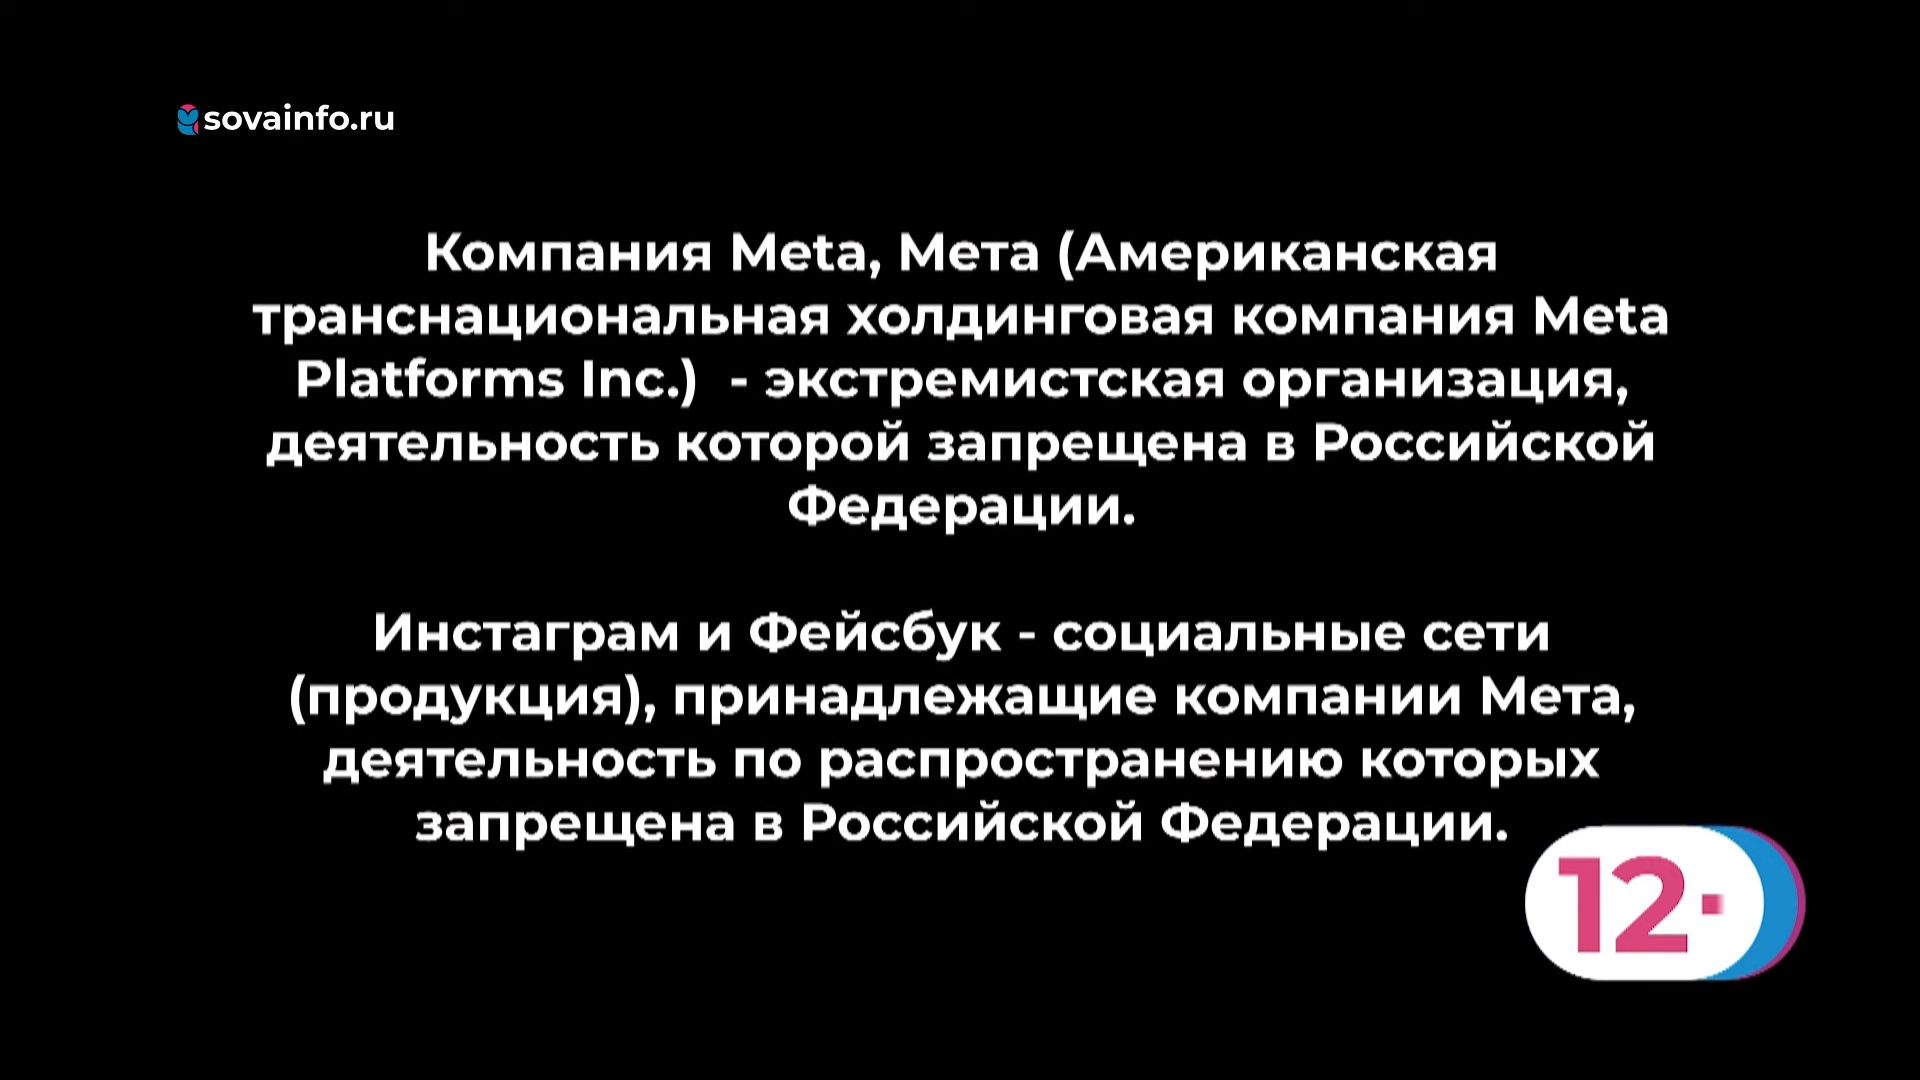 sovainfo.ru
Компания Meta, Мета (Американская
транснациональная холдинговая компания Meta
Platforms Inc.)  - экстремистская организация,
деятельность которой запрещена в Российской
Федерации.
Инстаграм и Фейсбук - социальные сети
(продукция), принадлежащие компании Мета,
деятельность по распространению которых
запрещена в Российской Федерации.
12